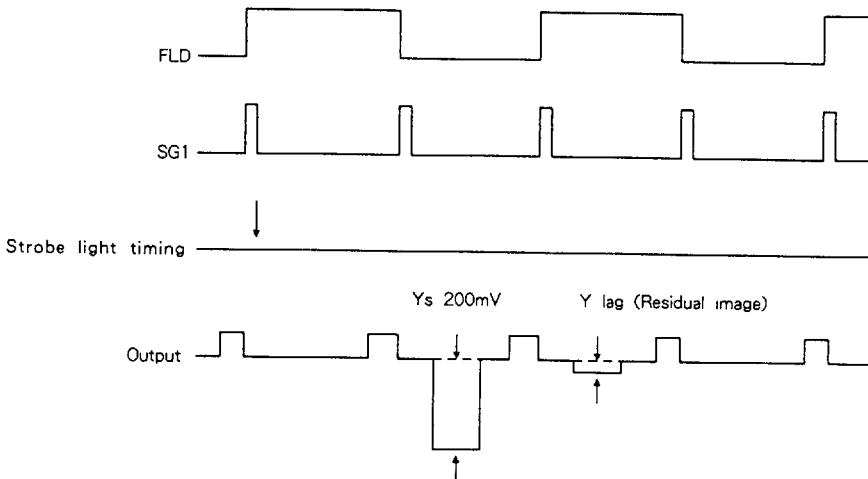 FLD
SG1
Strobe light timing
Ys 200mV
Y lag (Residual image)
Output